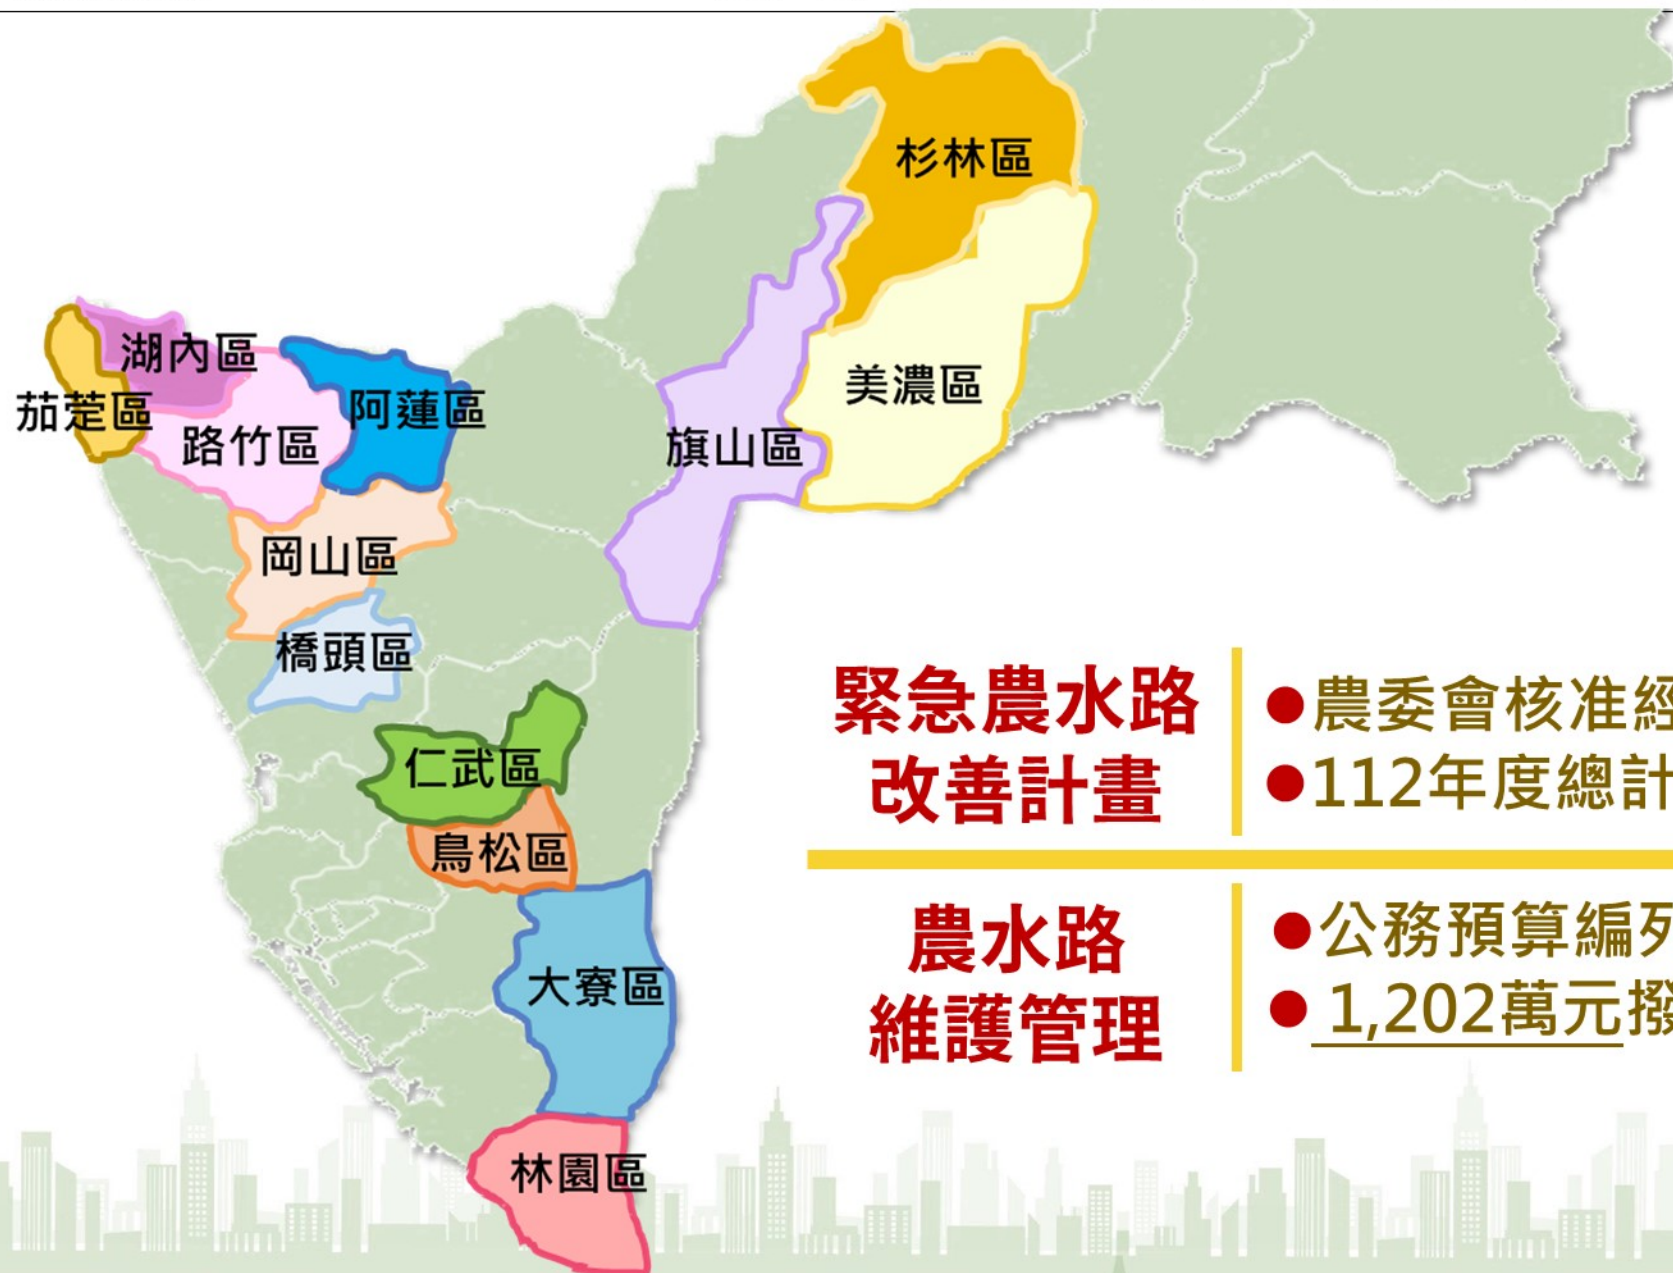 杉林區
湖內區
美濃區
茄萣區
阿蓮區
路竹區
旗山區
岡山區
橋頭區
仁武區
鳥松區
大寮區
林園區
緊急農水路
改善計畫
●農委會核准經
●112年度總計
農水路
維護管理
●公務預算編列
● 1,202萬元撥